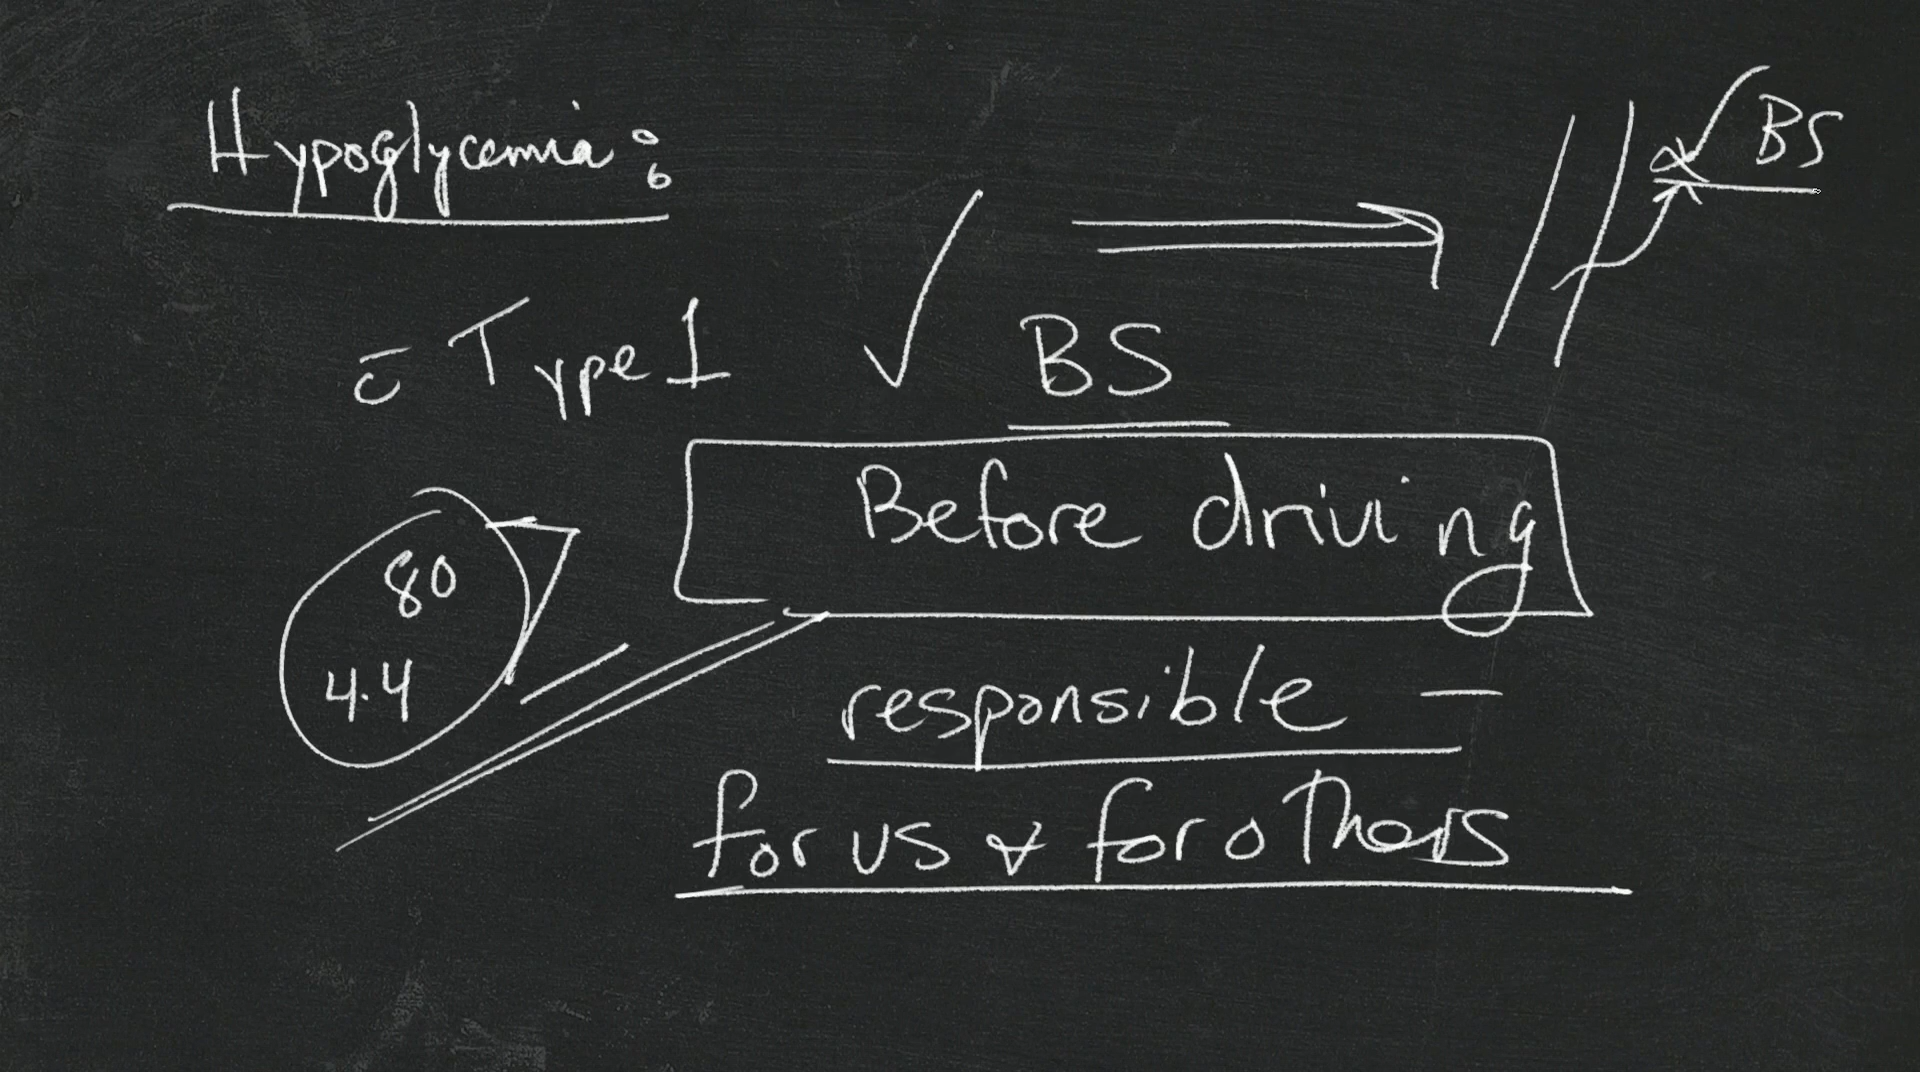 Hypoglycemia:
c̄ Type 1
✓ BS
✓ BS
Before driving
80
4.4
responsible –
for us & for others